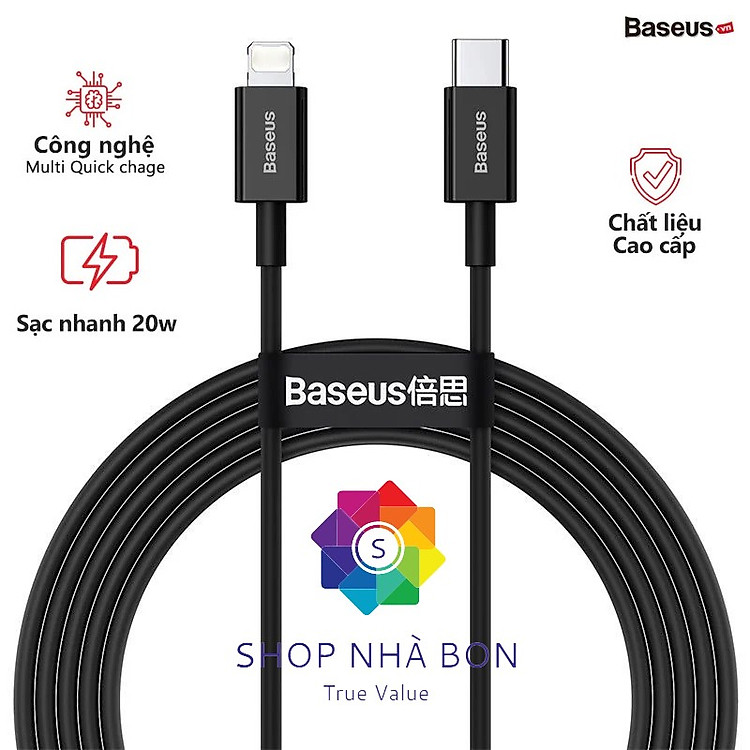 Baseus.vn
Công nghệ
Multi Quick chage
Baseus
Baseus
Chất liệu
Cao cấp
Sạc nhanh 20w
Baseus倍思
S
SHOP NHÀ BON
True Value